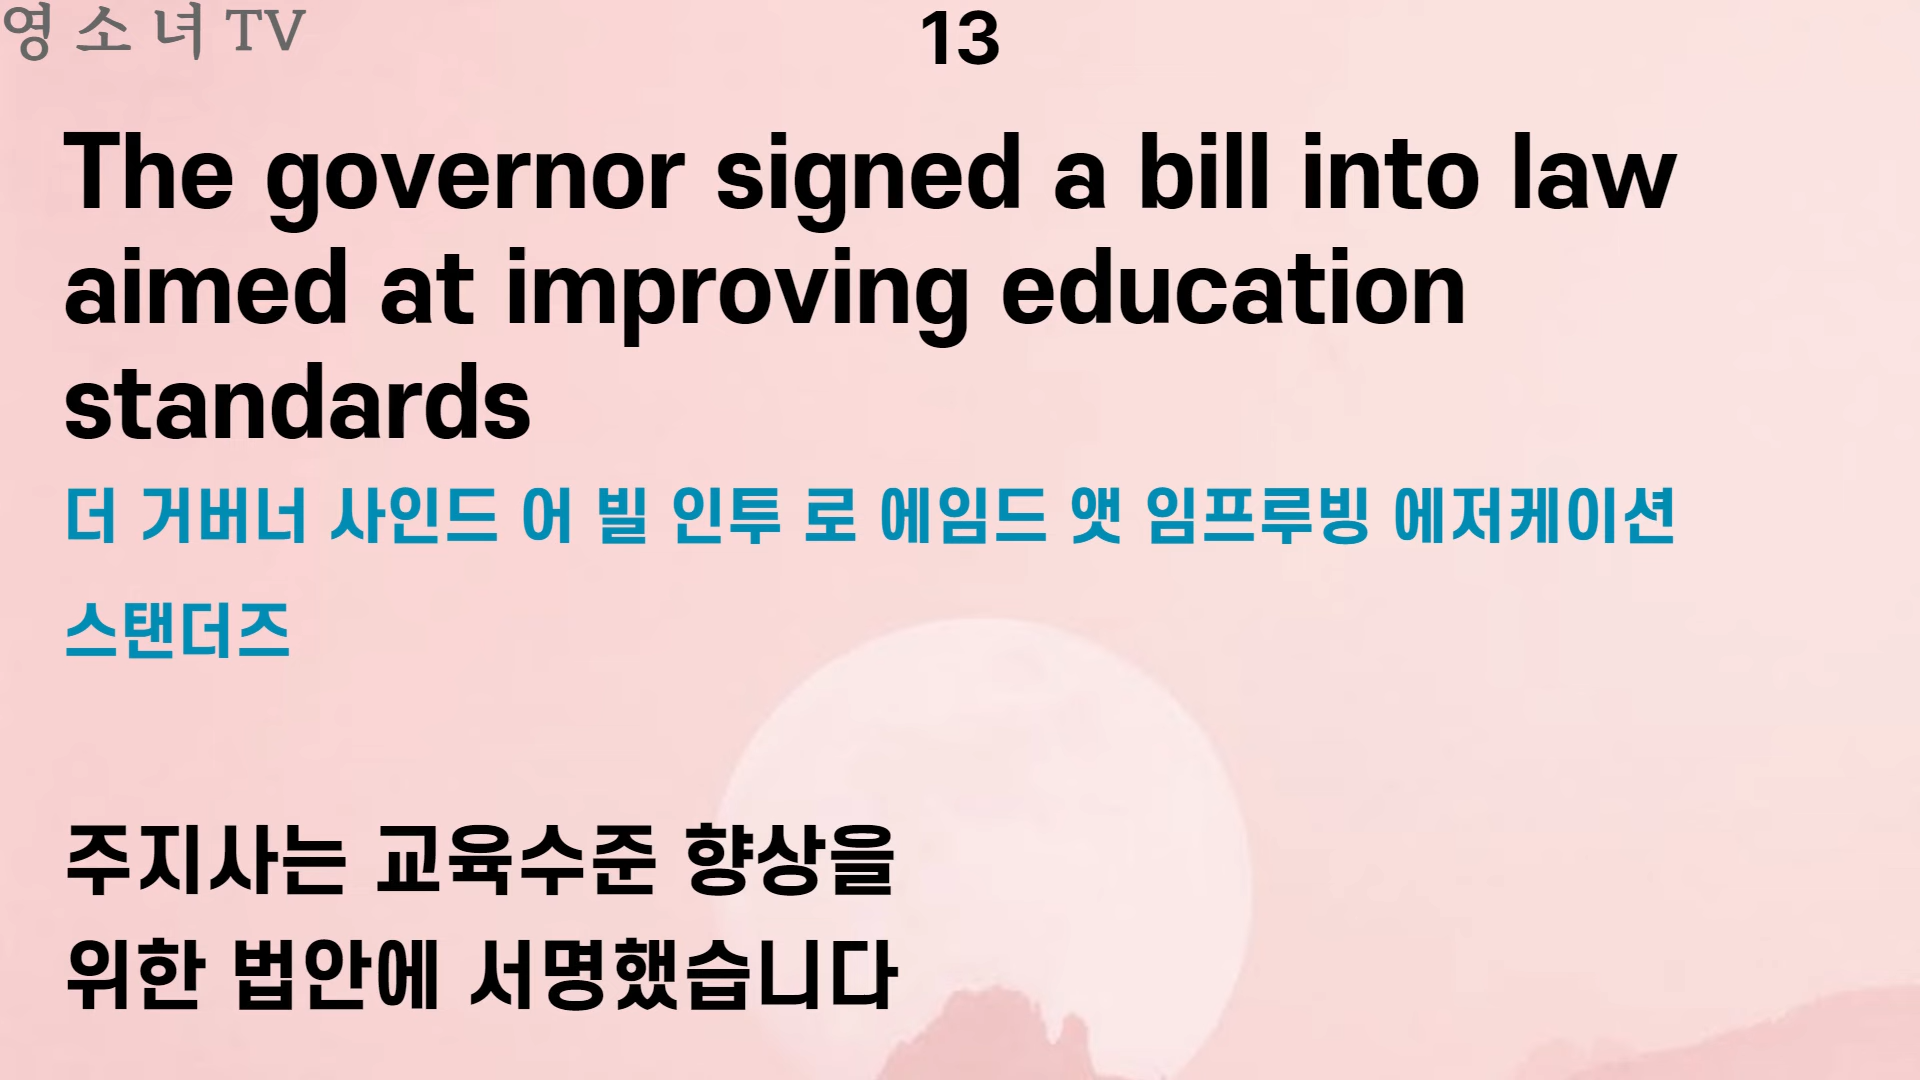 영소녀TV
13
The governor signed a bill into law
aimed at improving education
standards
더 거버너 사인드 어 빌 인투 로 에임드 앳 임프루빙 에저케이션
스탠더즈
주지사는 교육수준 향상을
위한 법안에 서명했습니다